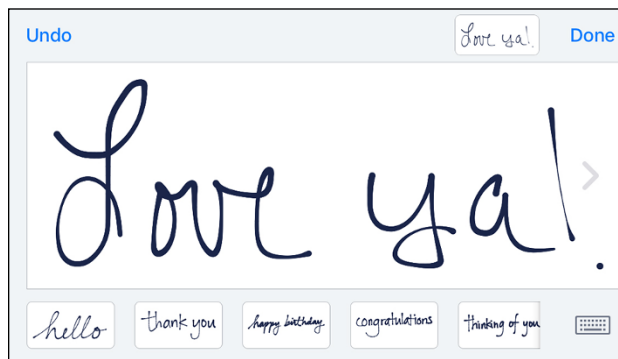 Undo Love ya! Done
Love ya!
hello thank you happy birthday congratulations thinking of you